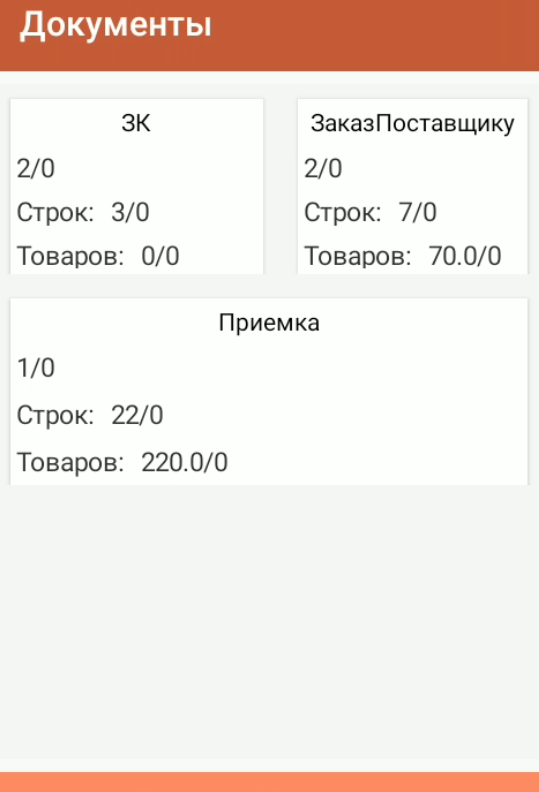 Документы
ЗК
2/0
Строк: 3/0
Товаров: 0/0
ЗаказПоставщику
2/0
Строк: 7/0
Товаров: 70.0/0
Приемка
1/0
Строк: 22/0
Товаров: 220.0/0